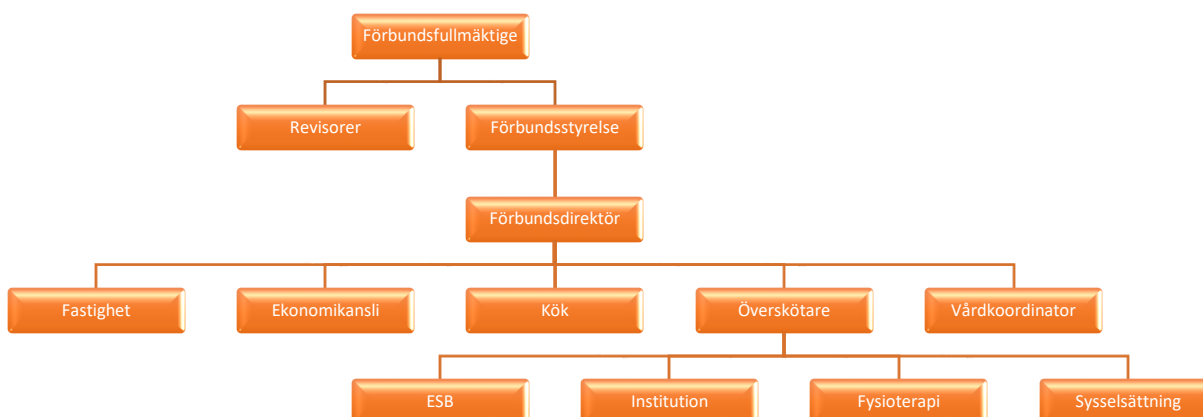 Förbundsfullmäktige
Revisorer
Förbundsstyrelse
Förbundsdirektör
Fastighet
Ekonomikansli
Kök
Överskötare
Vårdkoordinator
ESB
Institution
Fysioterapi
Sysselsättning